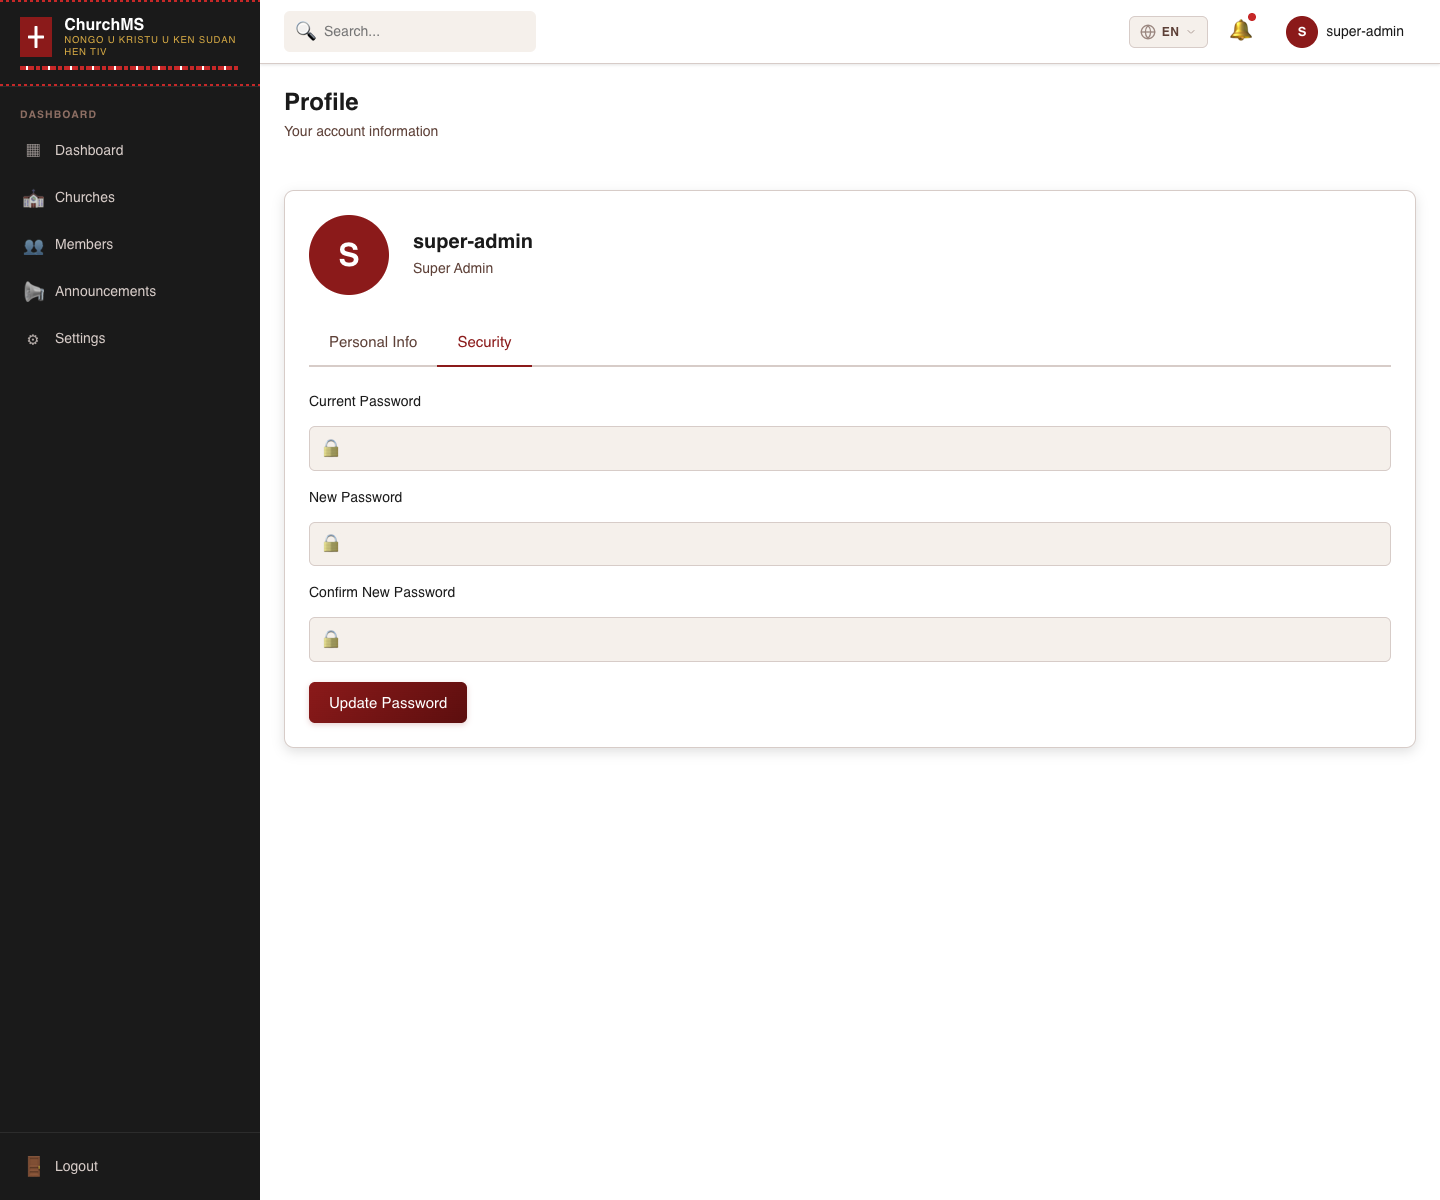 ChurchMS
NONGO U KRISTU U KEN SUDAN
HEN TIV
DASHBOARD
Dashboard
Churches
Members
Announcements
Settings
Logout
Search...
EN
S
super-admin
Profile
Your account information
S
super-admin
Super Admin
Personal Info
Security
Current Password
New Password
Confirm New Password
Update Password